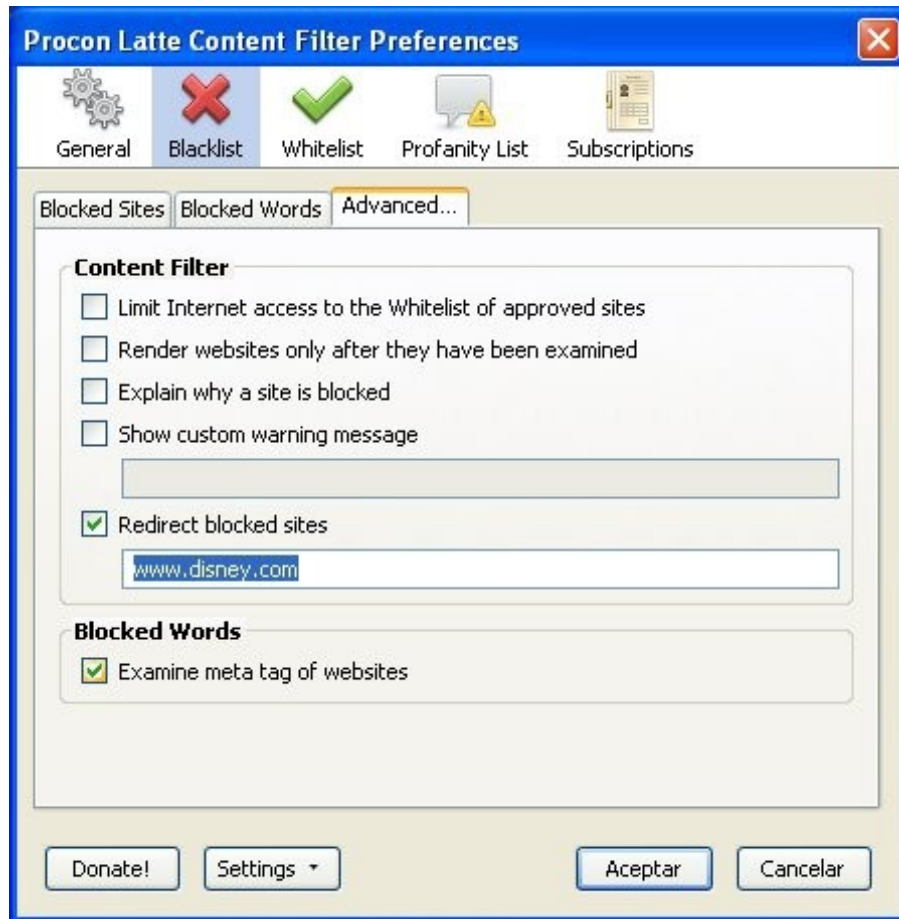 Procon Latte Content Filter Preferences
General Blacklist Whitelist Profanity List Subscriptions
Blocked Sites Blocked Words Advanced...
Content Filter
Limit Internet access to the Whitelist of approved sites
Render websites only after they have been examined
Explain why a site is blocked
Show custom warning message
Redirect blocked sites
www.disney.com
Blocked Words
Examine meta tag of websites
Donate! Settings Aceptar Cancelar